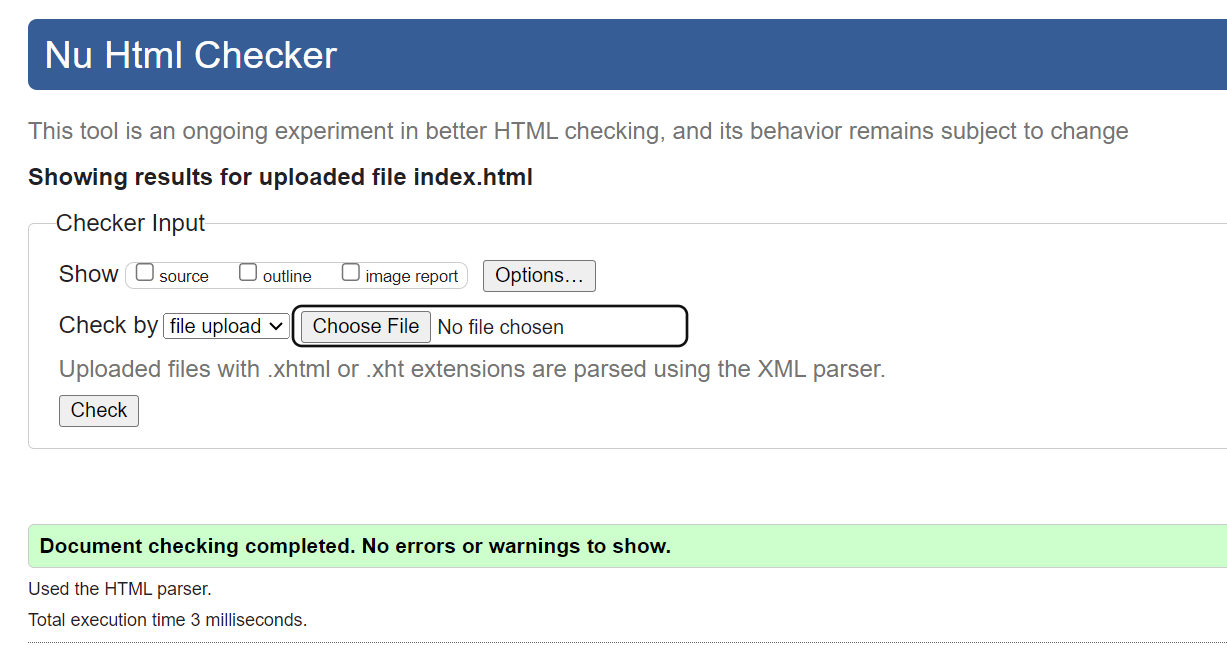 Nu Html Checker
This tool is an ongoing experiment in better HTML checking, and its behavior remains subject to change
Showing results for uploaded file index.html
Checker Input
Show source outline image report Options...
Check by file upload Choose File No file chosen
Uploaded files with .xhtml or .xht extensions are parsed using the XML parser.
Check
Document checking completed. No errors or warnings to show.
Used the HTML parser.
Total execution time 3 milliseconds.